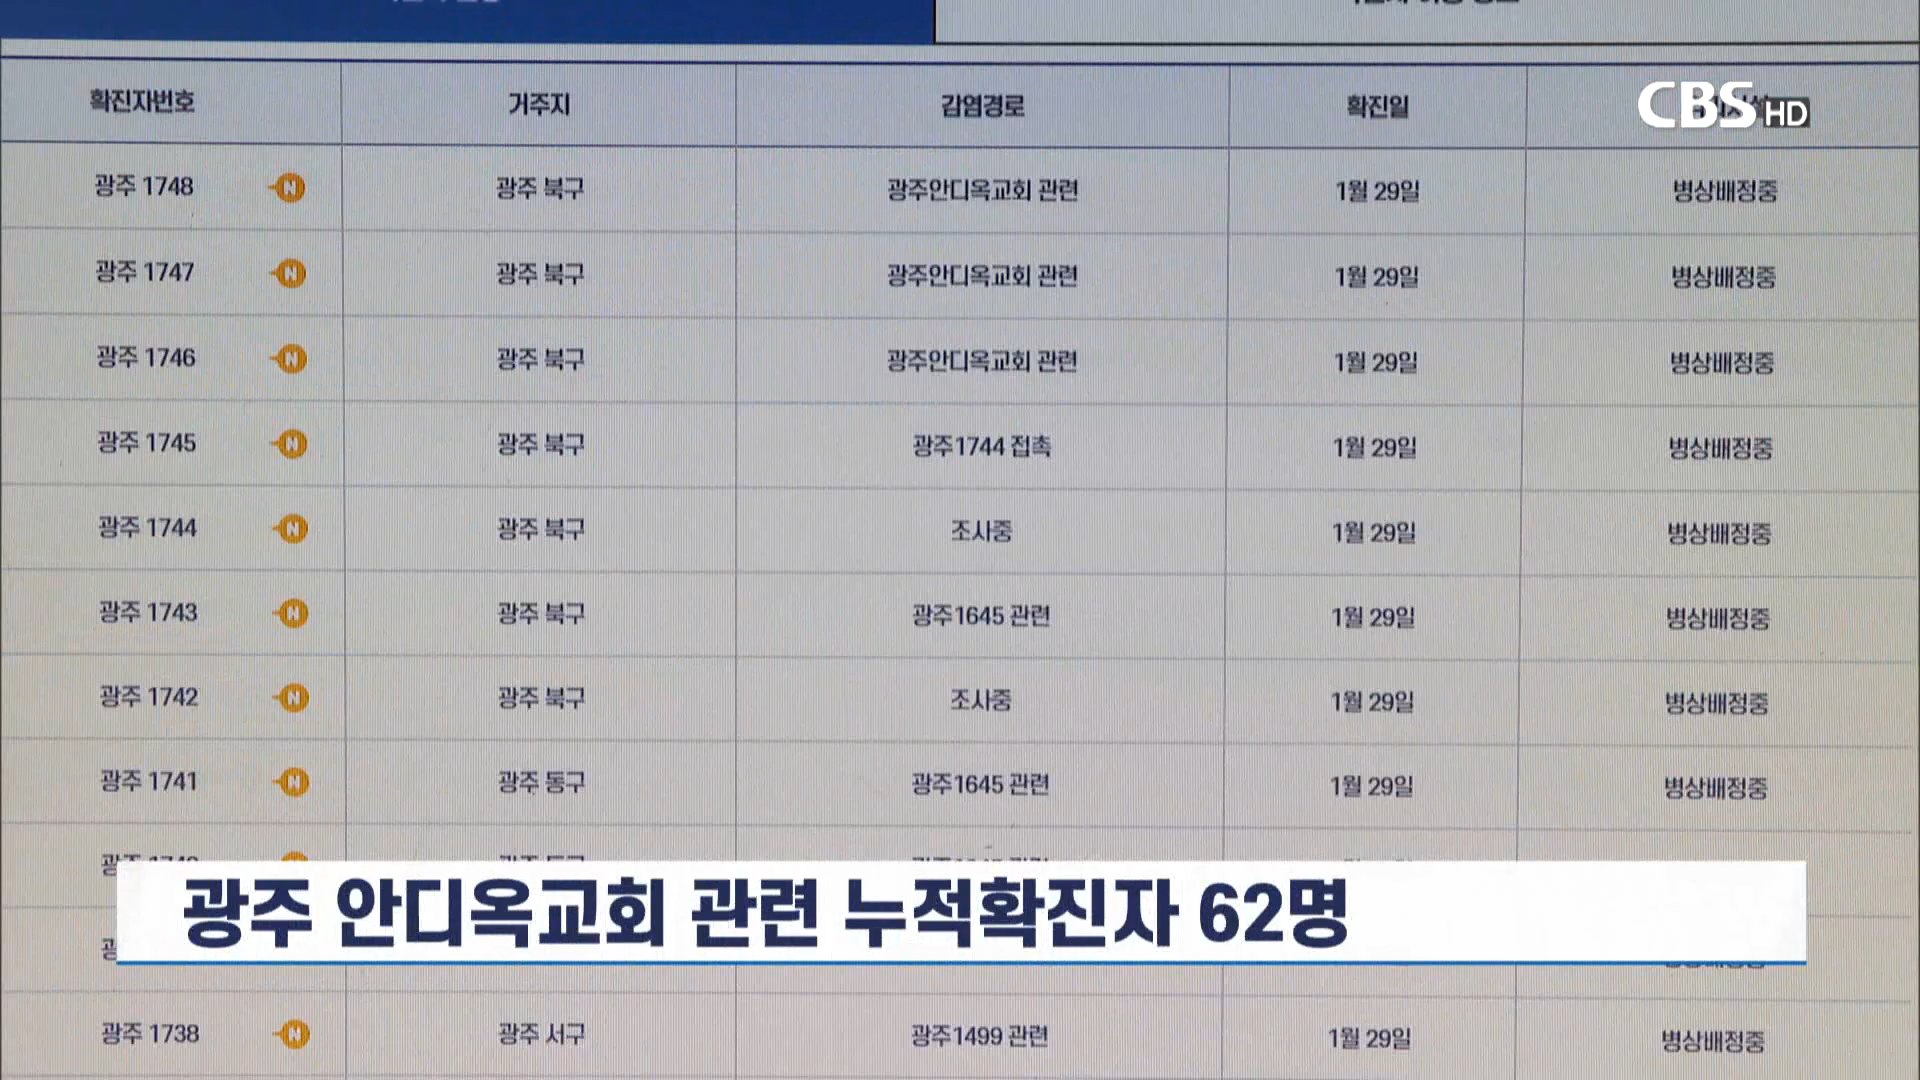 확진자번호 거주지 감염경로 확진일
CBS HD
광주 1748 N 광주 북구 광주안디옥교회 관련 1월 29일 병상배정중
광주 1747 N 광주 북구 광주안디옥교회 관련 1월 29일 병상배정중
광주 1746 N 광주 북구 광주안디옥교회 관련 1월 29일 병상배정중
광주 1745 N 광주 북구 광주1744 접촉 1월 29일 병상배정중
광주 1744 N 광주 북구 조사중 1월 29일 병상배정중
광주 1743 N 광주 북구 광주1645 관련 1월 29일 병상배정중
광주 1742 N 광주 북구 조사중 1월 29일 병상배정중
광주 1741 N 광주 동구 광주1645 관련 1월 29일 병상배정중
광주 안디옥교회 관련 누적확진자 62명
광주 1738 N 광주 서구 광주1499 관련 1월 29일 병상배정중